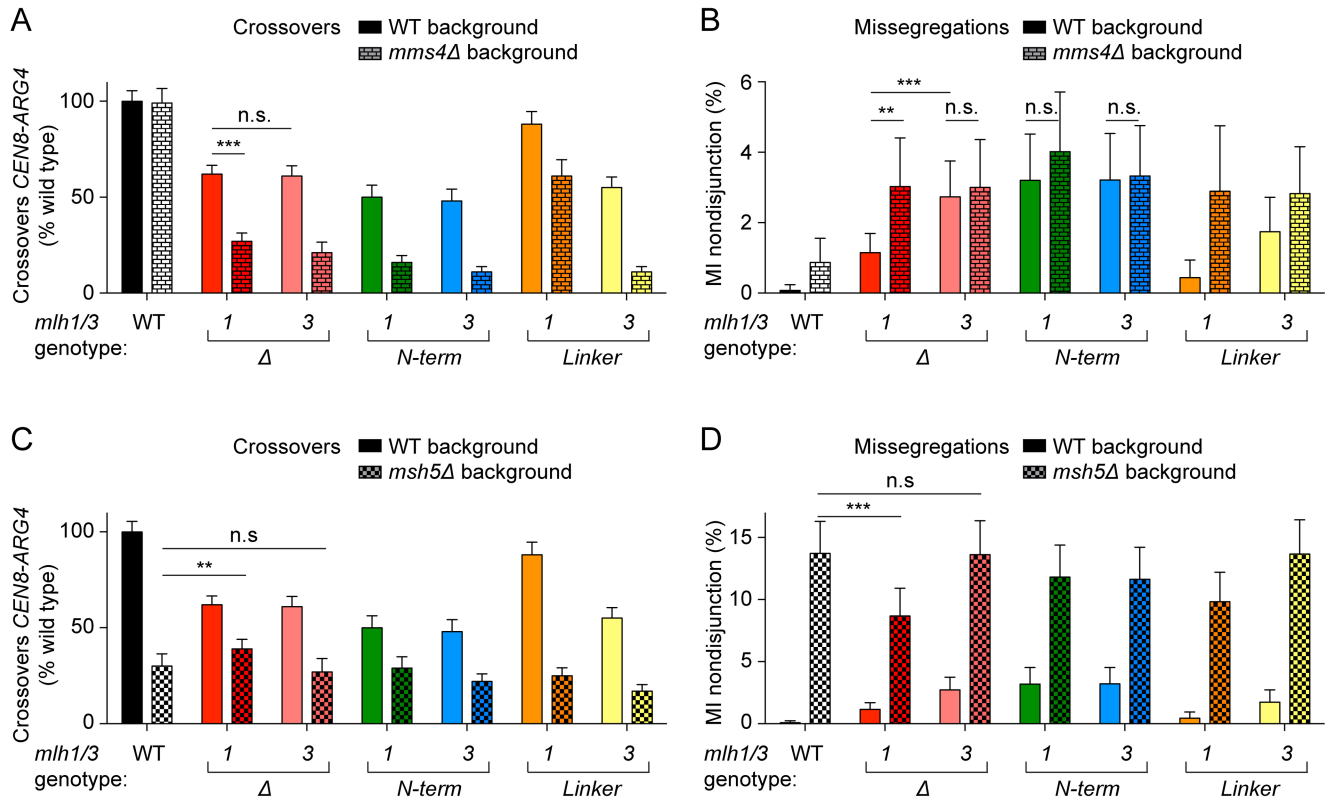 A
Crossovers
WT background
mms4Δ background
Crossovers CEN8-ARG4
(% wild type)
100
50
0
n.s.
***
mlh1/3
genotype:
WT
1
3
1
3
1
3
Δ
N-term
Linker
B
Missegregations
WT background
mms4Δ background
MI nondisjunction (%)
6
4
2
0
***
**
n.s.
n.s.
n.s.
mlh1/3
genotype:
WT
1
3
1
3
1
3
Δ
N-term
Linker
C
Crossovers
WT background
msh5Δ background
Crossovers CEN8-ARG4
(% wild type)
100
50
0
n.s
**
mlh1/3
genotype:
WT
1
3
1
3
1
3
Δ
N-term
Linker
D
Missegregations
WT background
msh5Δ background
MI nondisjunction (%)
15
10
5
0
n.s
***
mlh1/3
genotype:
WT
1
3
1
3
1
3
Δ
N-term
Linker